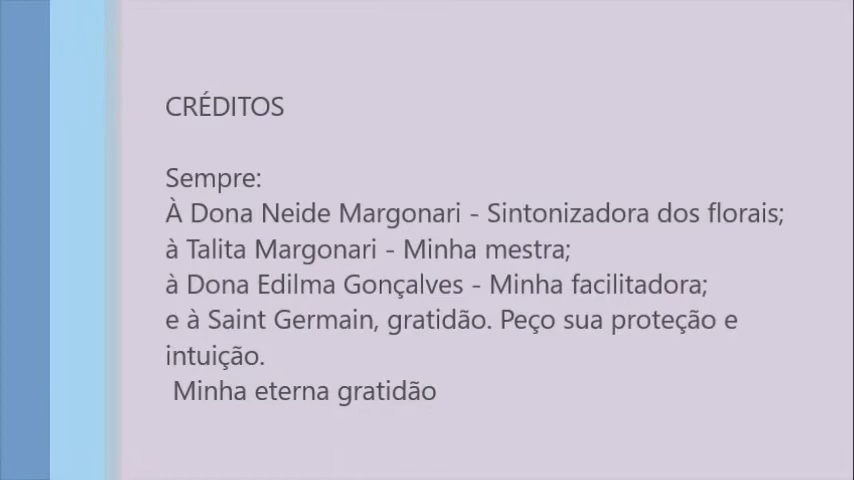 CRÉDITOS
Sempre:
À Dona Neide Margonari - Sintonizadora dos florais;
à Talita Margonari - Minha mestra;
à Dona Edilma Gonçalves - Minha facilitadora;
e à Saint Germain, gratidão. Peço sua proteção e
intuição.
Minha eterna gratidão